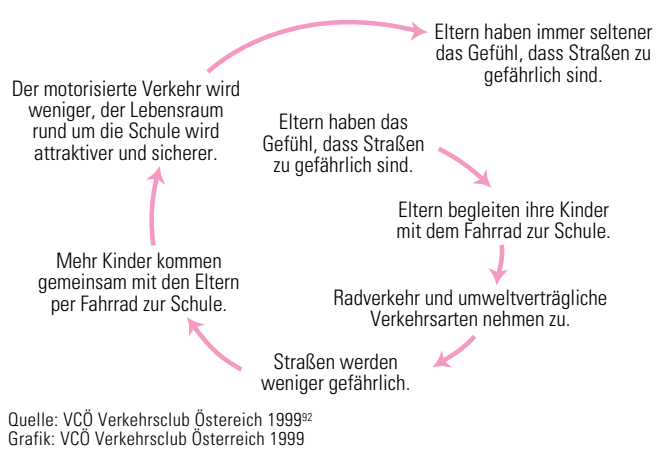 Eltern haben das
Gefühl, dass Straßen
zu gefährlich sind.
Eltern begleiten ihre Kinder
mit dem Fahrrad zur Schule.
Radverkehr und umweltverträgliche
Verkehrsarten nehmen zu.
Straßen werden
weniger gefährlich.
Mehr Kinder kommen
gemeinsam mit den Eltern
per Fahrrad zur Schule.
Der motorisierte Verkehr wird
weniger, der Lebensraum
rund um die Schule wird
attraktiver und sicherer.
Eltern haben immer seltener
das Gefühl, dass Straßen zu
gefährlich sind.
Quelle: VCÖ Verkehrsclub Östereich 1999⁹²
Grafik: VCÖ Verkehrsclub Österreich 1999